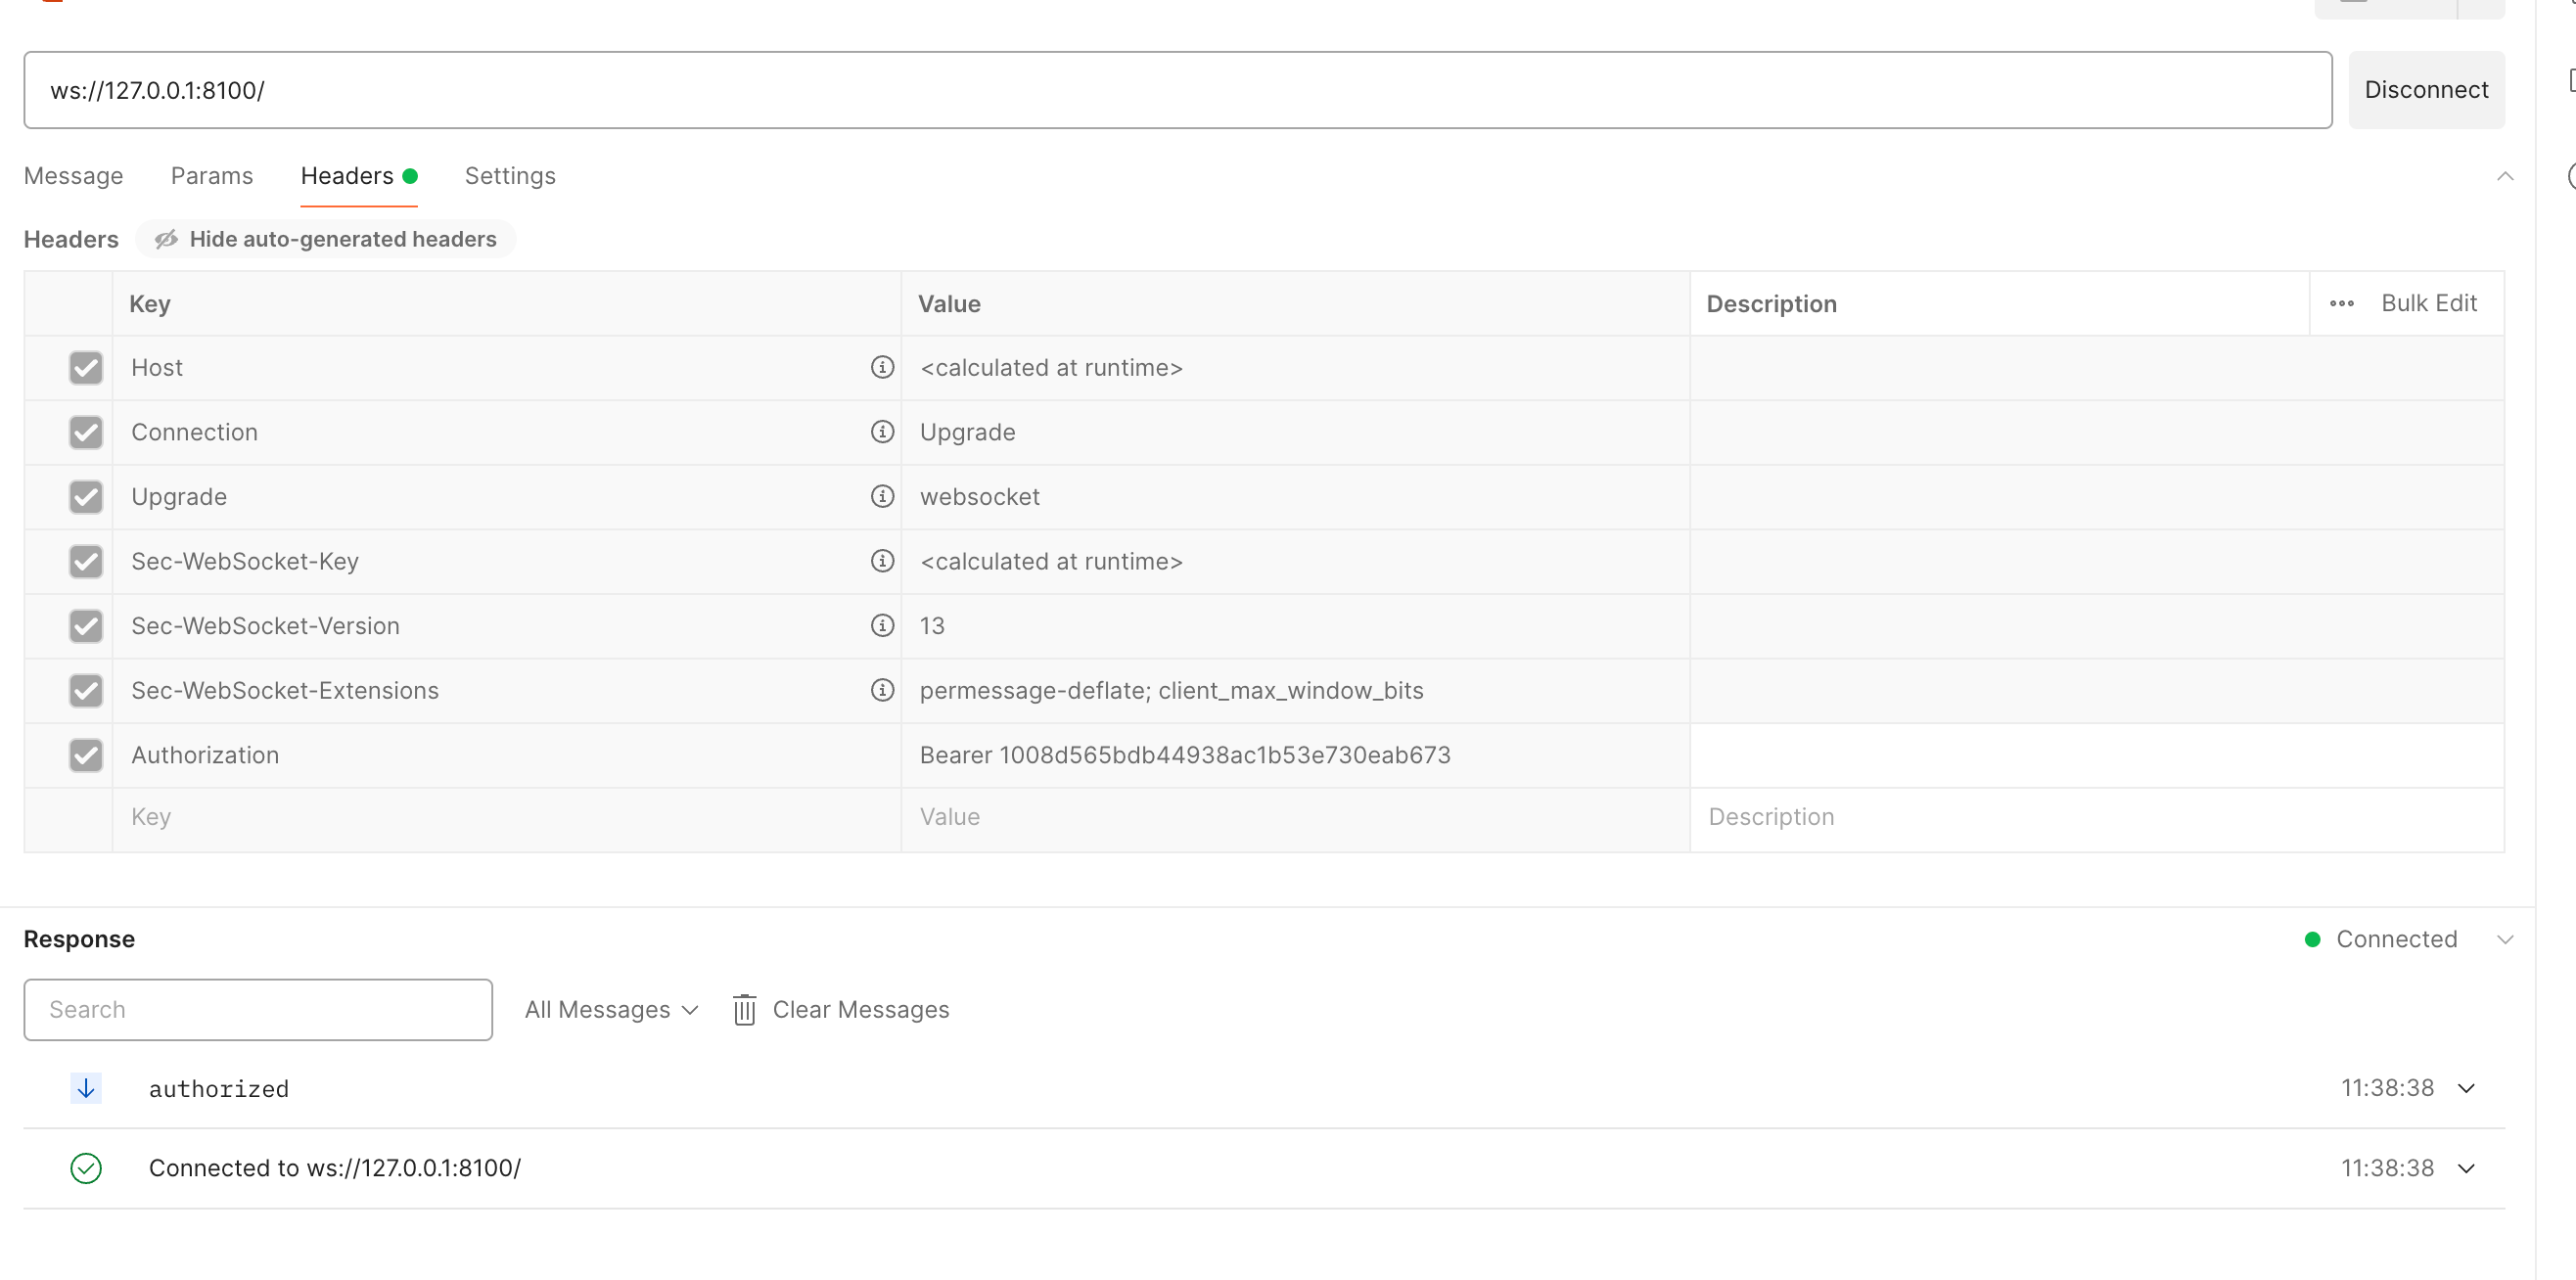 ws://127.0.0.1:8100/
Disconnect
Message Params Headers Settings
Headers Hide auto-generated headers
Key Value Description Bulk Edit
Host <calculated at runtime>
Connection Upgrade
Upgrade websocket
Sec-WebSocket-Key <calculated at runtime>
Sec-WebSocket-Version 13
Sec-WebSocket-Extensions permessage-deflate; client_max_window_bits
Authorization Bearer 1008d565bdb44938ac1b53e730eab673
Key Value Description
Response Connected
Search All Messages Clear Messages
authorized 11:38:38
Connected to ws://127.0.0.1:8100/ 11:38:38